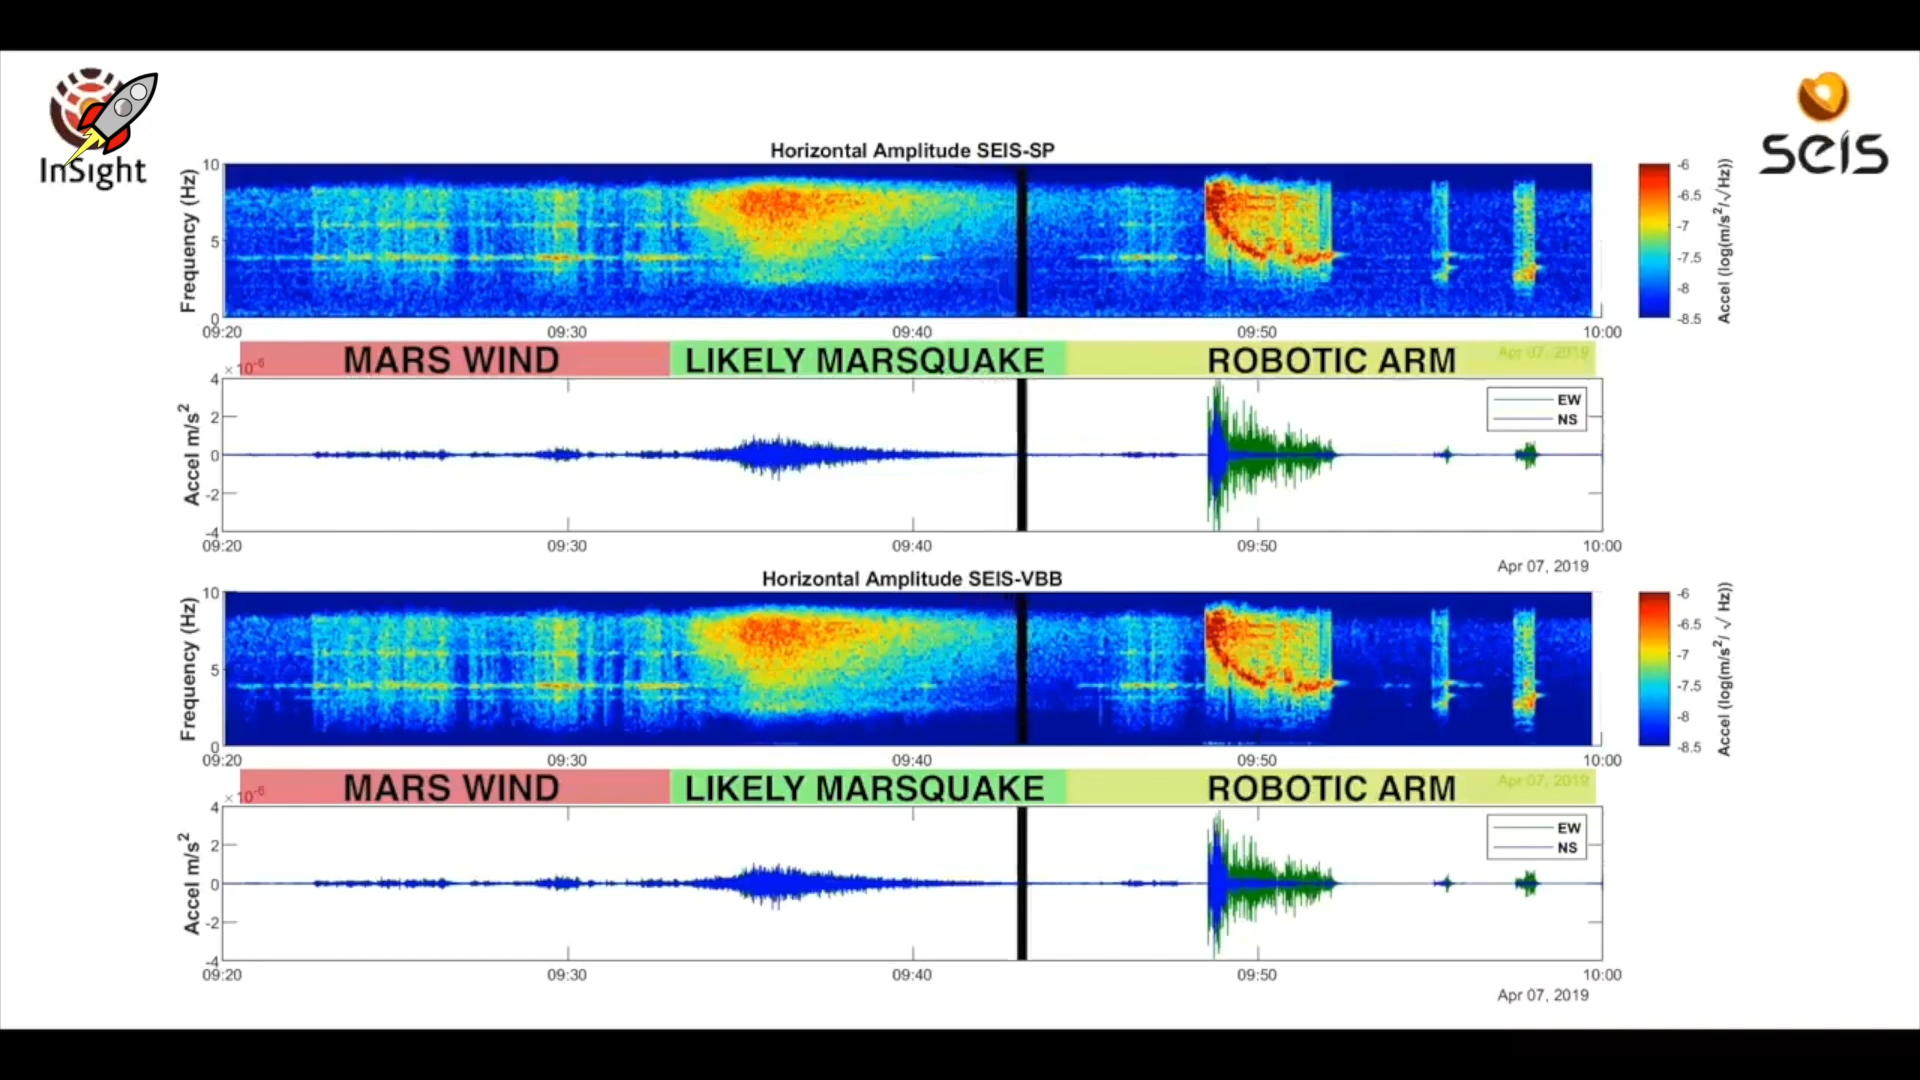 InSight
seis
Horizontal Amplitude SEIS-SP
Frequency (Hz)
10
5
0
09:20 09:30 09:40 09:50 10:00
-6
-6.5
-7
-7.5
-8
-8.5
Accel (log(m/s²/√Hz))
MARS WIND LIKELY MARSQUAKE ROBOTIC ARM Apr 07, 2019
× 10⁻⁶
Accel m/s²
4
2
0
-2
-4
EW
NS
09:20 09:30 09:40 09:50 10:00
Apr 07, 2019
Horizontal Amplitude SEIS-VBB
Frequency (Hz)
10
5
0
09:20 09:30 09:40 09:50 10:00
-6
-6.5
-7
-7.5
-8
-8.5
Accel (log(m/s²/ √ Hz))
MARS WIND LIKELY MARSQUAKE ROBOTIC ARM Apr 07, 2019
× 10⁻⁶
Accel m/s²
4
2
0
-2
-4
EW
NS
09:20 09:30 09:40 09:50 10:00
Apr 07, 2019